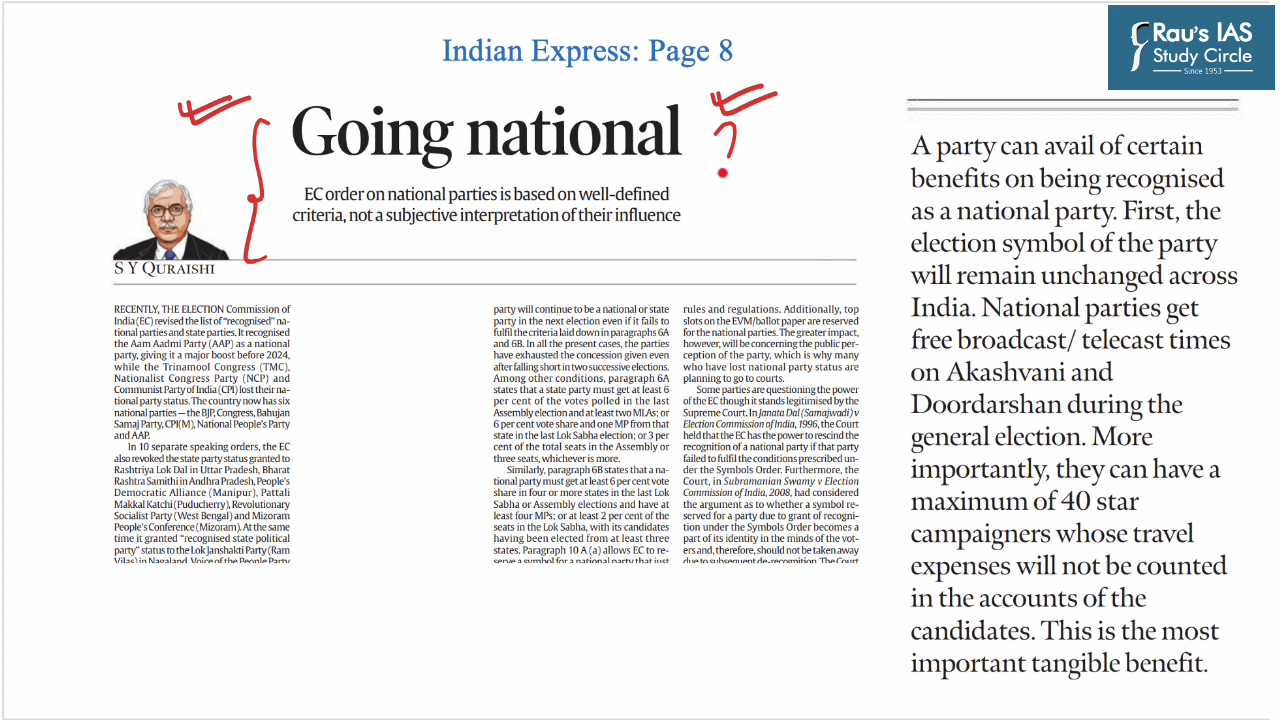 Indian Express: Page 8
Rau's IAS
Study Circle
Since 1953
Going national
?
EC order on national parties is based on well-defined
criteria, not a subjective interpretation of their influence
S Y QURAISHI
RECENTLY, THE ELECTION Commission of
India (EC) revised the list of "recognised" na-
tional parties and state parties. It recognised
the Aam Aadmi Party (AAP) as a national
party, giving it a major boost before 2024,
while the Trinamool Congress (TMC),
Nationalist Congress Party (NCP) and
Communist Party of India (CPI) lost their na-
tional party status. The country now has six
national parties — the BJP, Congress, Bahujan
Samaj Party, CPI(M), National People's Party
and AAP.
In 10 separate speaking orders, the EC
also revoked the state party status granted to
Rashtriya Lok Dal in Uttar Pradesh, Bharat
Rashtra Samithi in Andhra Pradesh, People's
Democratic Alliance (Manipur), Pattali
Makkal Katchi (Puducherry), Revolutionary
Socialist Party (West Bengal) and Mizoram
People's Conference (Mizoram). At the same
time it granted "recognised state political
party" status to the Lok Janshakti Party (Ram
Vilas) in Nagaland, Voice of the People Party
party will continue to be a national or state
party in the next election even if it fails to
fulfil the criteria laid down in paragraphs 6A
and 6B. In all the present cases, the parties
have exhausted the concession given even
after falling short in two successive elections.
Among other conditions, paragraph 6A
states that a state party must get at least 6
per cent of the votes polled in the last
Assembly election and at least two MLAs; or
6 per cent vote share and one MP from that
state in the last Lok Sabha election; or 3 per
cent of the total seats in the Assembly or
three seats, whichever is more.
Similarly, paragraph 6B states that a na-
tional party must get at least 6 per cent vote
share in four or more states in the last Lok
Sabha or Assembly elections and have at
least four MPs; or at least 2 per cent of the
seats in the Lok Sabha, with its candidates
having been elected from at least three
states. Paragraph 10 A (a) allows EC to re-
serve a symbol for a national party that just
rules and regulations. Additionally, top
slots on the EVM/ballot paper are reserved
for the national parties. The greater impact,
however, will be concerning the public per-
ception of the party, which is why many
who have lost national party status are
planning to go to courts.
Some parties are questioning the power
of the EC though it stands legitimised by the
Supreme Court. In Janata Dal (Samajwadi) v
Election Commission of India, 1996, the Court
held that the EC has the power to rescind the
recognition of a national party if that party
failed to fulfil the conditions prescribed un-
der the Symbols Order. Furthermore, the
Court, in Subramanian Swamy v Election
Commission of India, 2008, had considered
the argument as to whether a symbol re-
served for a party due to grant of recogni-
tion under the Symbols Order becomes a
part of its identity in the minds of the vot-
ers and, therefore, should not be taken away
due to subsequent de-recognition. The Court
A party can avail of certain
benefits on being recognised
as a national party. First, the
election symbol of the party
will remain unchanged across
India. National parties get
free broadcast/ telecast times
on Akashvani and
Doordarshan during the
general election. More
importantly, they can have a
maximum of 40 star
campaigners whose travel
expenses will not be counted
in the accounts of the
candidates. This is the most
important tangible benefit.